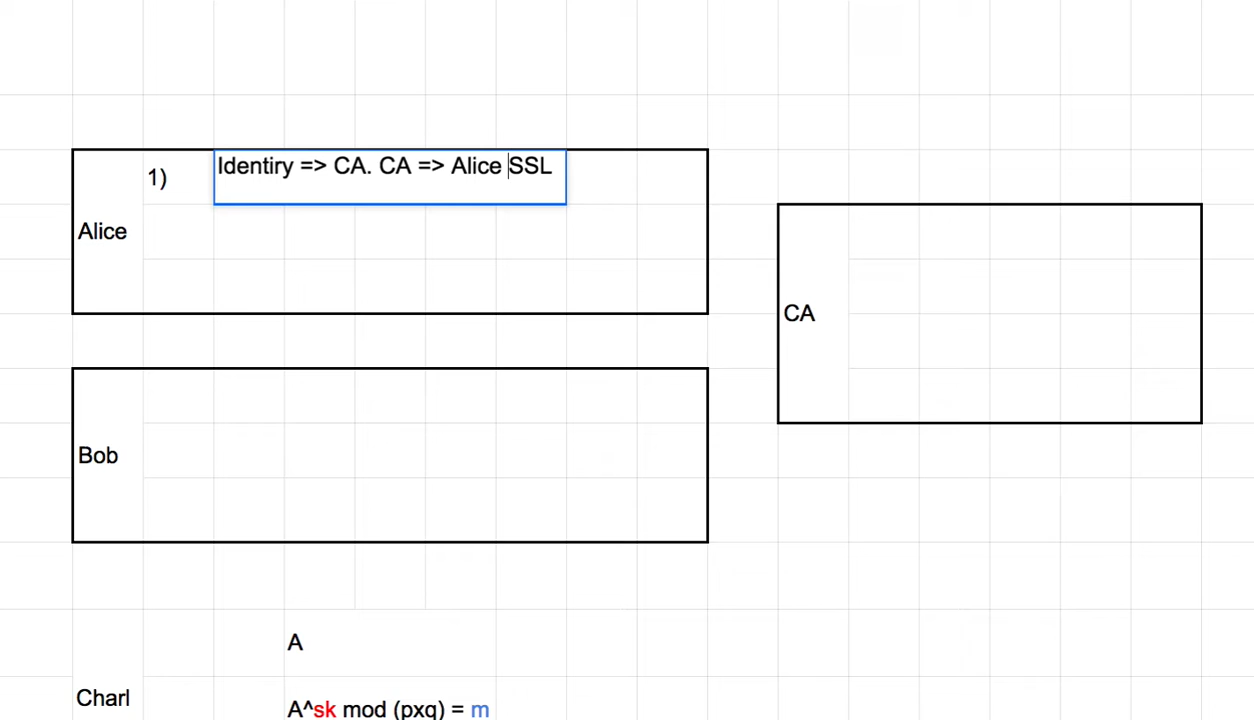 1)
Identiry => CA. CA => Alice SSL
Alice
CA
Bob
A
Charl
A^sk mod (pxq) = m